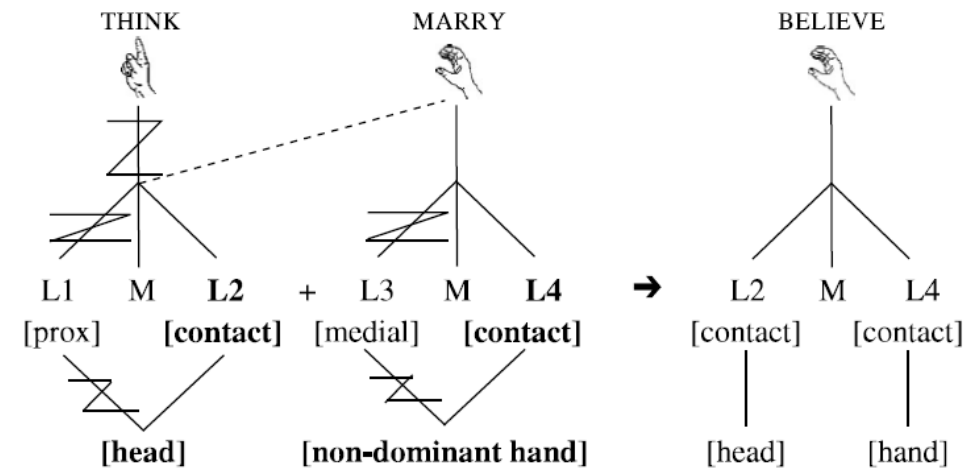 THINK MARRY BELIEVE
L1 M L2 + L3 M L4 ➔ L2 M L4
[prox] [contact] [medial] [contact] [contact] [contact]
[head] [non-dominant hand] [head] [hand]